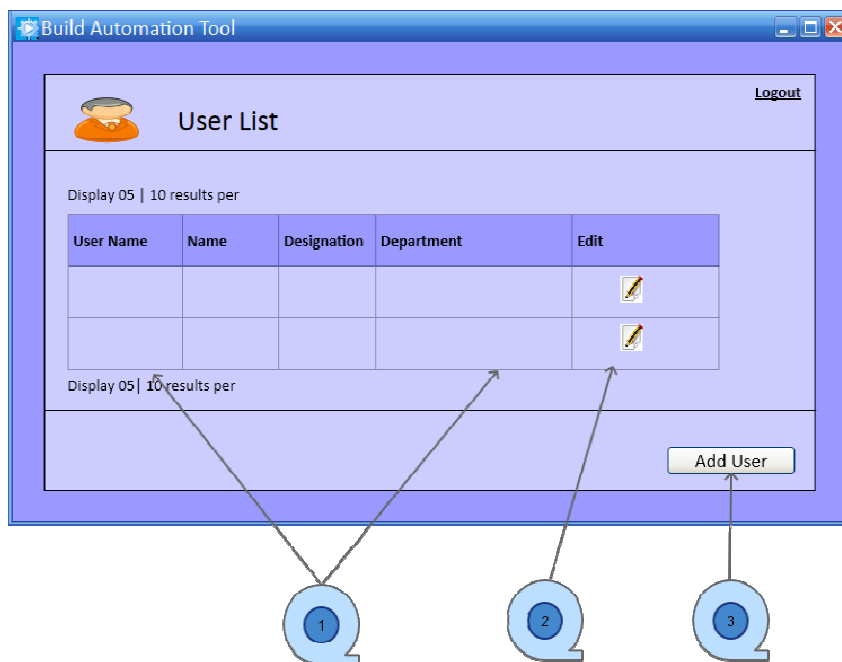 Build Automation Tool
Logout
User List
Display 05 | 10 results per
User Name Name Designation Department Edit
Display 05| 10 results per
Add User
1 2 3